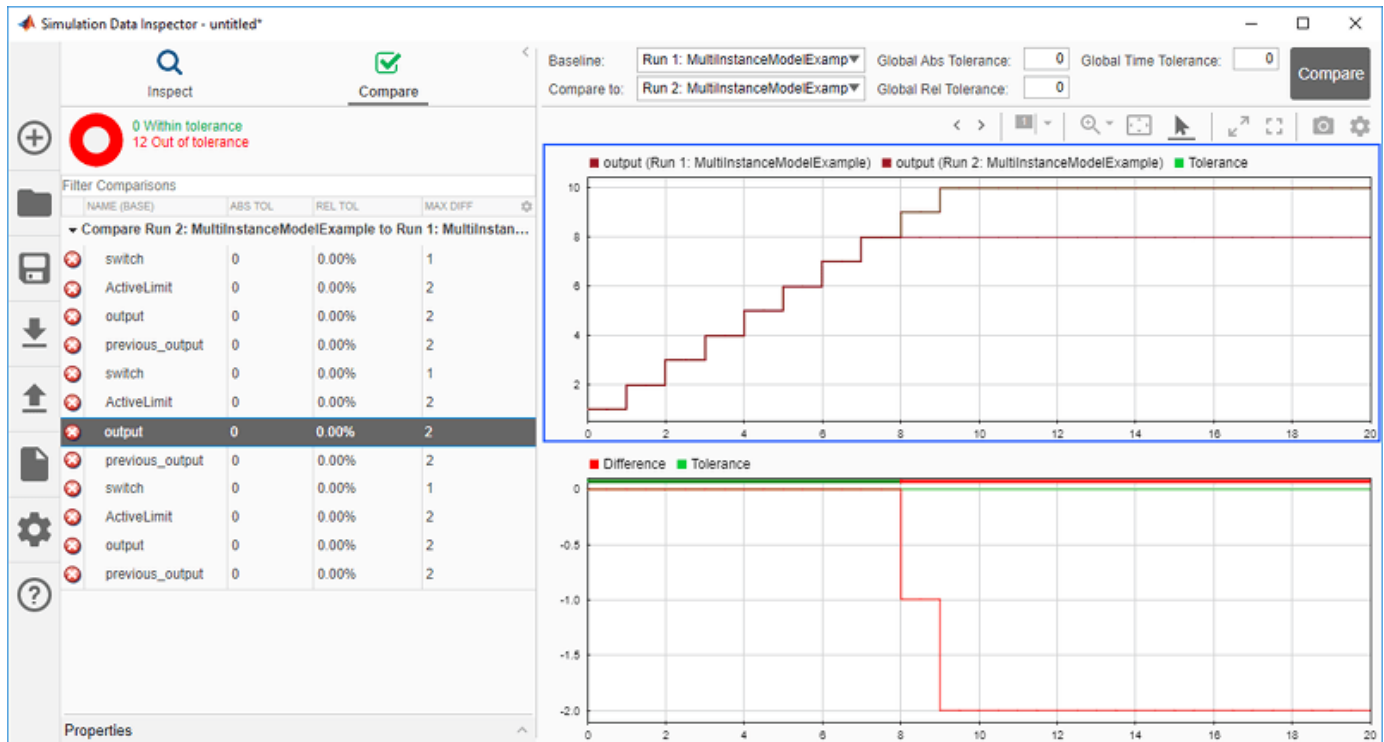 Simulation Data Inspector - untitled*
Inspect
Compare
Baseline: Run 1: MultiInstanceModelExamp Global Abs Tolerance: 0 Global Time Tolerance: 0
Compare to: Run 2: MultiInstanceModelExamp Global Rel Tolerance: 0
Compare
0 Within tolerance
12 Out of tolerance
Filter Comparisons
NAME (BASE) ABS TOL REL TOL MAX DIFF
Compare Run 2: MultiInstanceModelExample to Run 1: MultiInstan...
switch 0 0.00% 1
ActiveLimit 0 0.00% 2
output 0 0.00% 2
previous_output 0 0.00% 2
switch 0 0.00% 1
ActiveLimit 0 0.00% 2
output 0 0.00% 2
previous_output 0 0.00% 2
switch 0 0.00% 1
ActiveLimit 0 0.00% 2
output 0 0.00% 2
previous_output 0 0.00% 2
Properties
1
output (Run 1: MultiInstanceModelExample) output (Run 2: MultiInstanceModelExample) Tolerance
10
8
6
4
2
0 2 4 6 8 10 12 14 16 18 20
Difference Tolerance
0
-0.5
-1.0
-1.5
-2.0
0 2 4 6 8 10 12 14 16 18 20